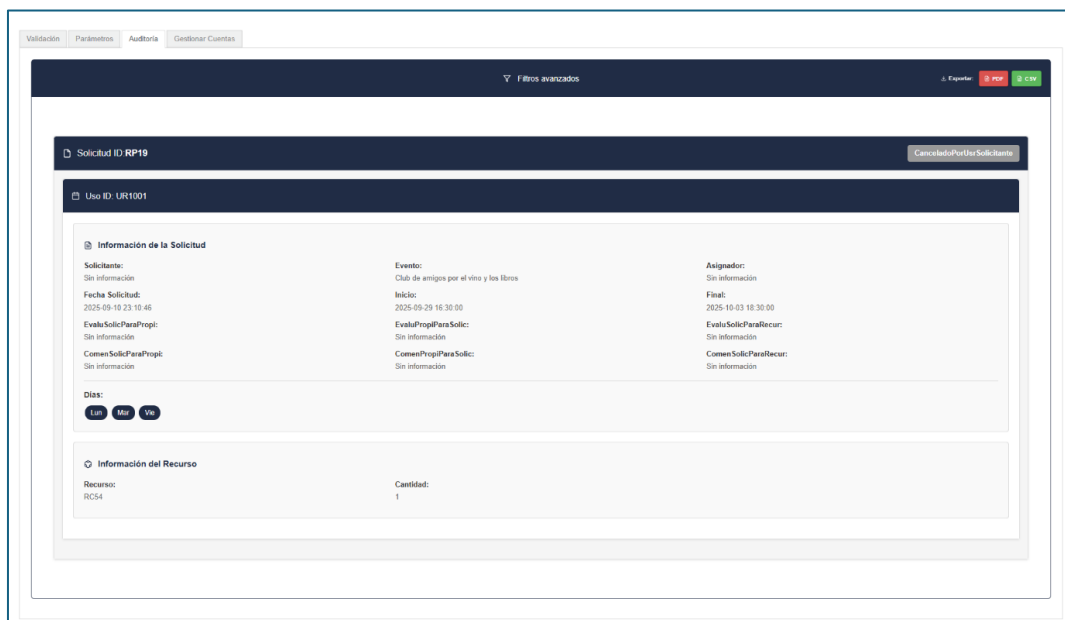 Validación Parámetros Auditoría Gestionar Cuentas
Filtros avanzados Exportar: PDF CSV
Solicitud ID:RP19 CanceladoPorUsrSolicitante
Uso ID: UR1001
Información de la Solicitud
Solicitante: Evento: Asignador:
Sin información Club de amigos por el vino y los libros Sin información
Fecha Solicitud: Inicio: Final:
2025-09-10 23:10:46 2025-09-29 16:30:00 2025-10-03 18:30:00
EvaluSolicParaPropi: EvaluPropiParaSolic: EvaluSolicParaRecur:
Sin información Sin información Sin información
ComenSolicParaPropi: ComenPropiParaSolic: ComenSolicParaRecur:
Sin información Sin información Sin información
Días:
Lun Mar Vie
Información del Recurso
Recurso: Cantidad:
RC54 1